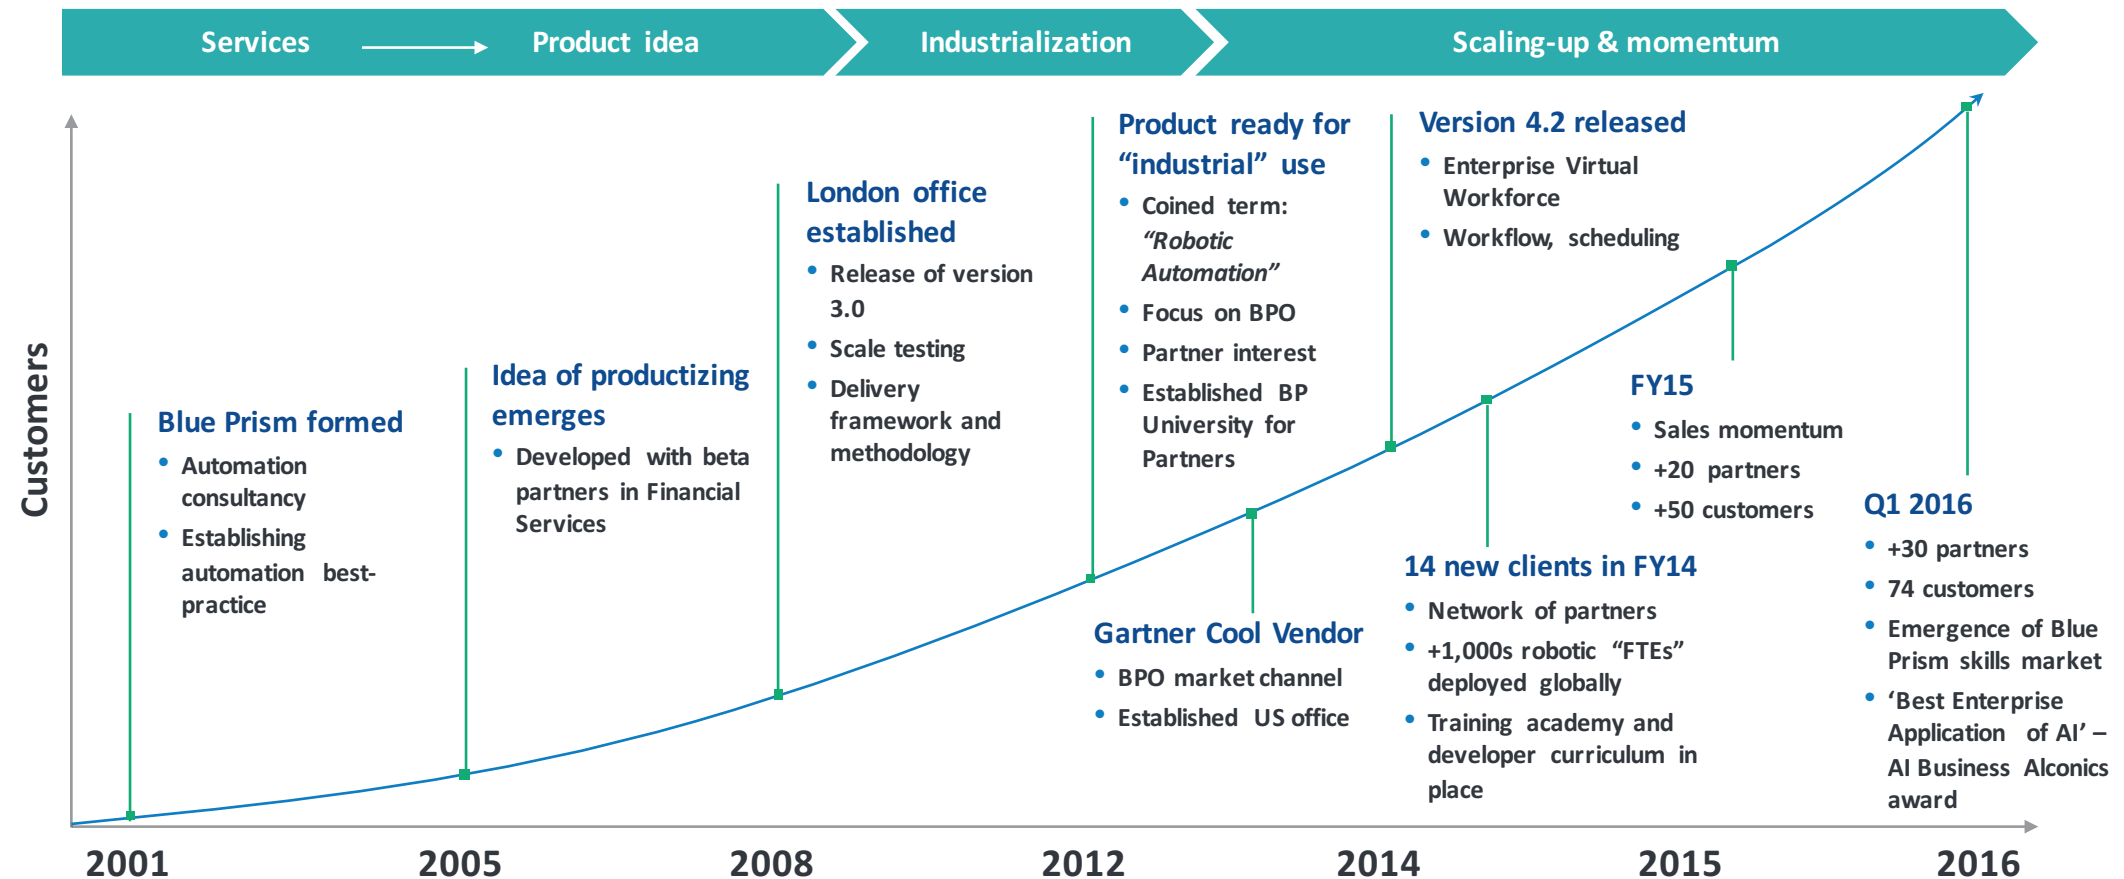 Services
Product idea
Industrialization
Scaling-up & momentum
Customers
Blue Prism formed
• Automation
consultancy
• Establishing
automation best-
practice
Idea of productizing
emerges
• Developed with beta
partners in Financial
Services
London office
established
• Release of version
3.0
• Scale testing
• Delivery
framework and
methodology
Product ready for
“industrial” use
• Coined term:
“Robotic
Automation”
• Focus on BPO
• Partner interest
• Established BP
University for
Partners
Gartner Cool Vendor
• BPO market channel
• Established US office
Version 4.2 released
• Enterprise Virtual
Workforce
• Workflow, scheduling
14 new clients in FY14
• Network of partners
• +1,000s robotic “FTEs”
deployed globally
• Training academy and
developer curriculum in
place
FY15
• Sales momentum
• +20 partners
• +50 customers
Q1 2016
• +30 partners
• 74 customers
• Emergence of Blue
Prism skills market
• ‘Best Enterprise
Application of AI’ –
AI Business Alconics
award
2001
2005
2008
2012
2014
2015
2016